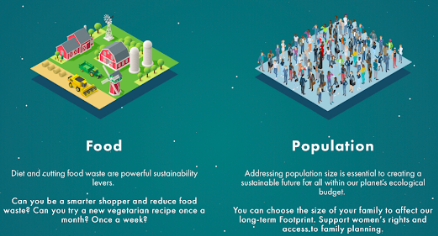 Food
Diet and cutting food waste are powerful sustainability
levers.
Can you be a smarter shopper and reduce food
waste? Can you try a new vegetarian recipe once a
month? Once a week?
Population
Addressing population size is essential to creating a
sustainable future for all within our planet's ecological
budget.
You can choose the size of your family to affect our
long-term Footprint. Support women's rights and
access to family planning.